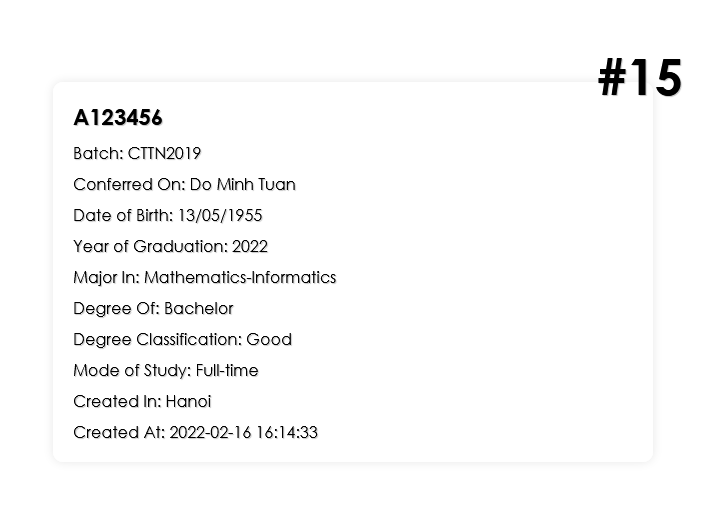 #15
A123456
Batch: CTTN2019
Conferred On: Do Minh Tuan
Date of Birth: 13/05/1955
Year of Graduation: 2022
Major In: Mathematics-Informatics
Degree Of: Bachelor
Degree Classification: Good
Mode of Study: Full-time
Created In: Hanoi
Created At: 2022-02-16 16:14:33